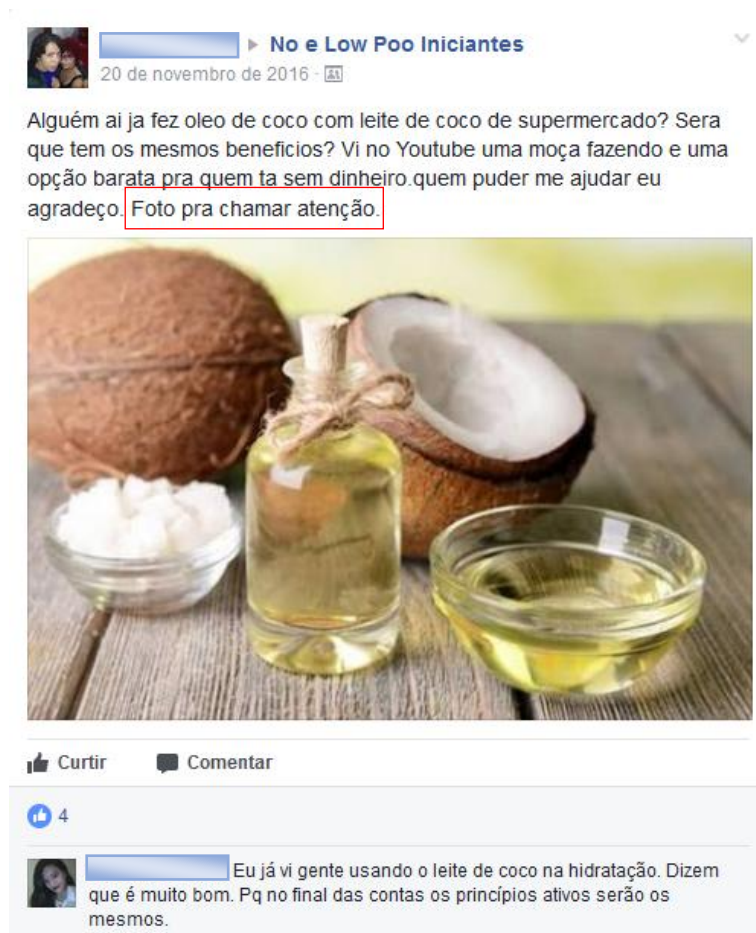 No e Low Poo Iniciantes
20 de novembro de 2016 ·
Alguém ai ja fez oleo de coco com leite de coco de supermercado? Sera
que tem os mesmos beneficios? Vi no Youtube uma moça fazendo e uma
opção barata pra quem ta sem dinheiro.quem puder me ajudar eu
agradeço. Foto pra chamar atenção.
Curtir Comentar
4
Eu já vi gente usando o leite de coco na hidratação. Dizem
que é muito bom. Pq no final das contas os princípios ativos serão os
mesmos.